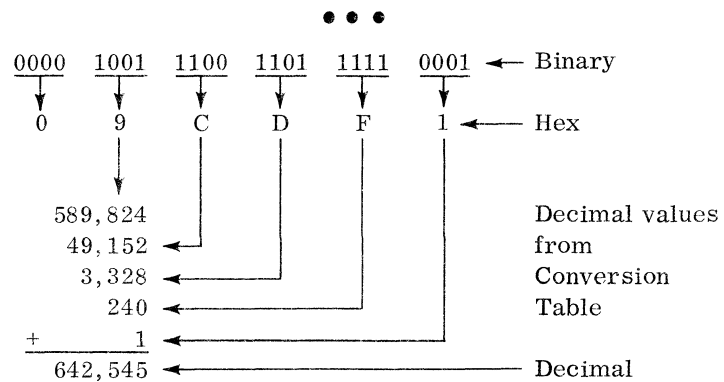 0000 1001 1100 1101 1111 0001 Binary
0 9 C D F 1 Hex
589,824 Decimal values
49,152 from
3,328 Conversion
240 Table
+ 1
642,545 Decimal